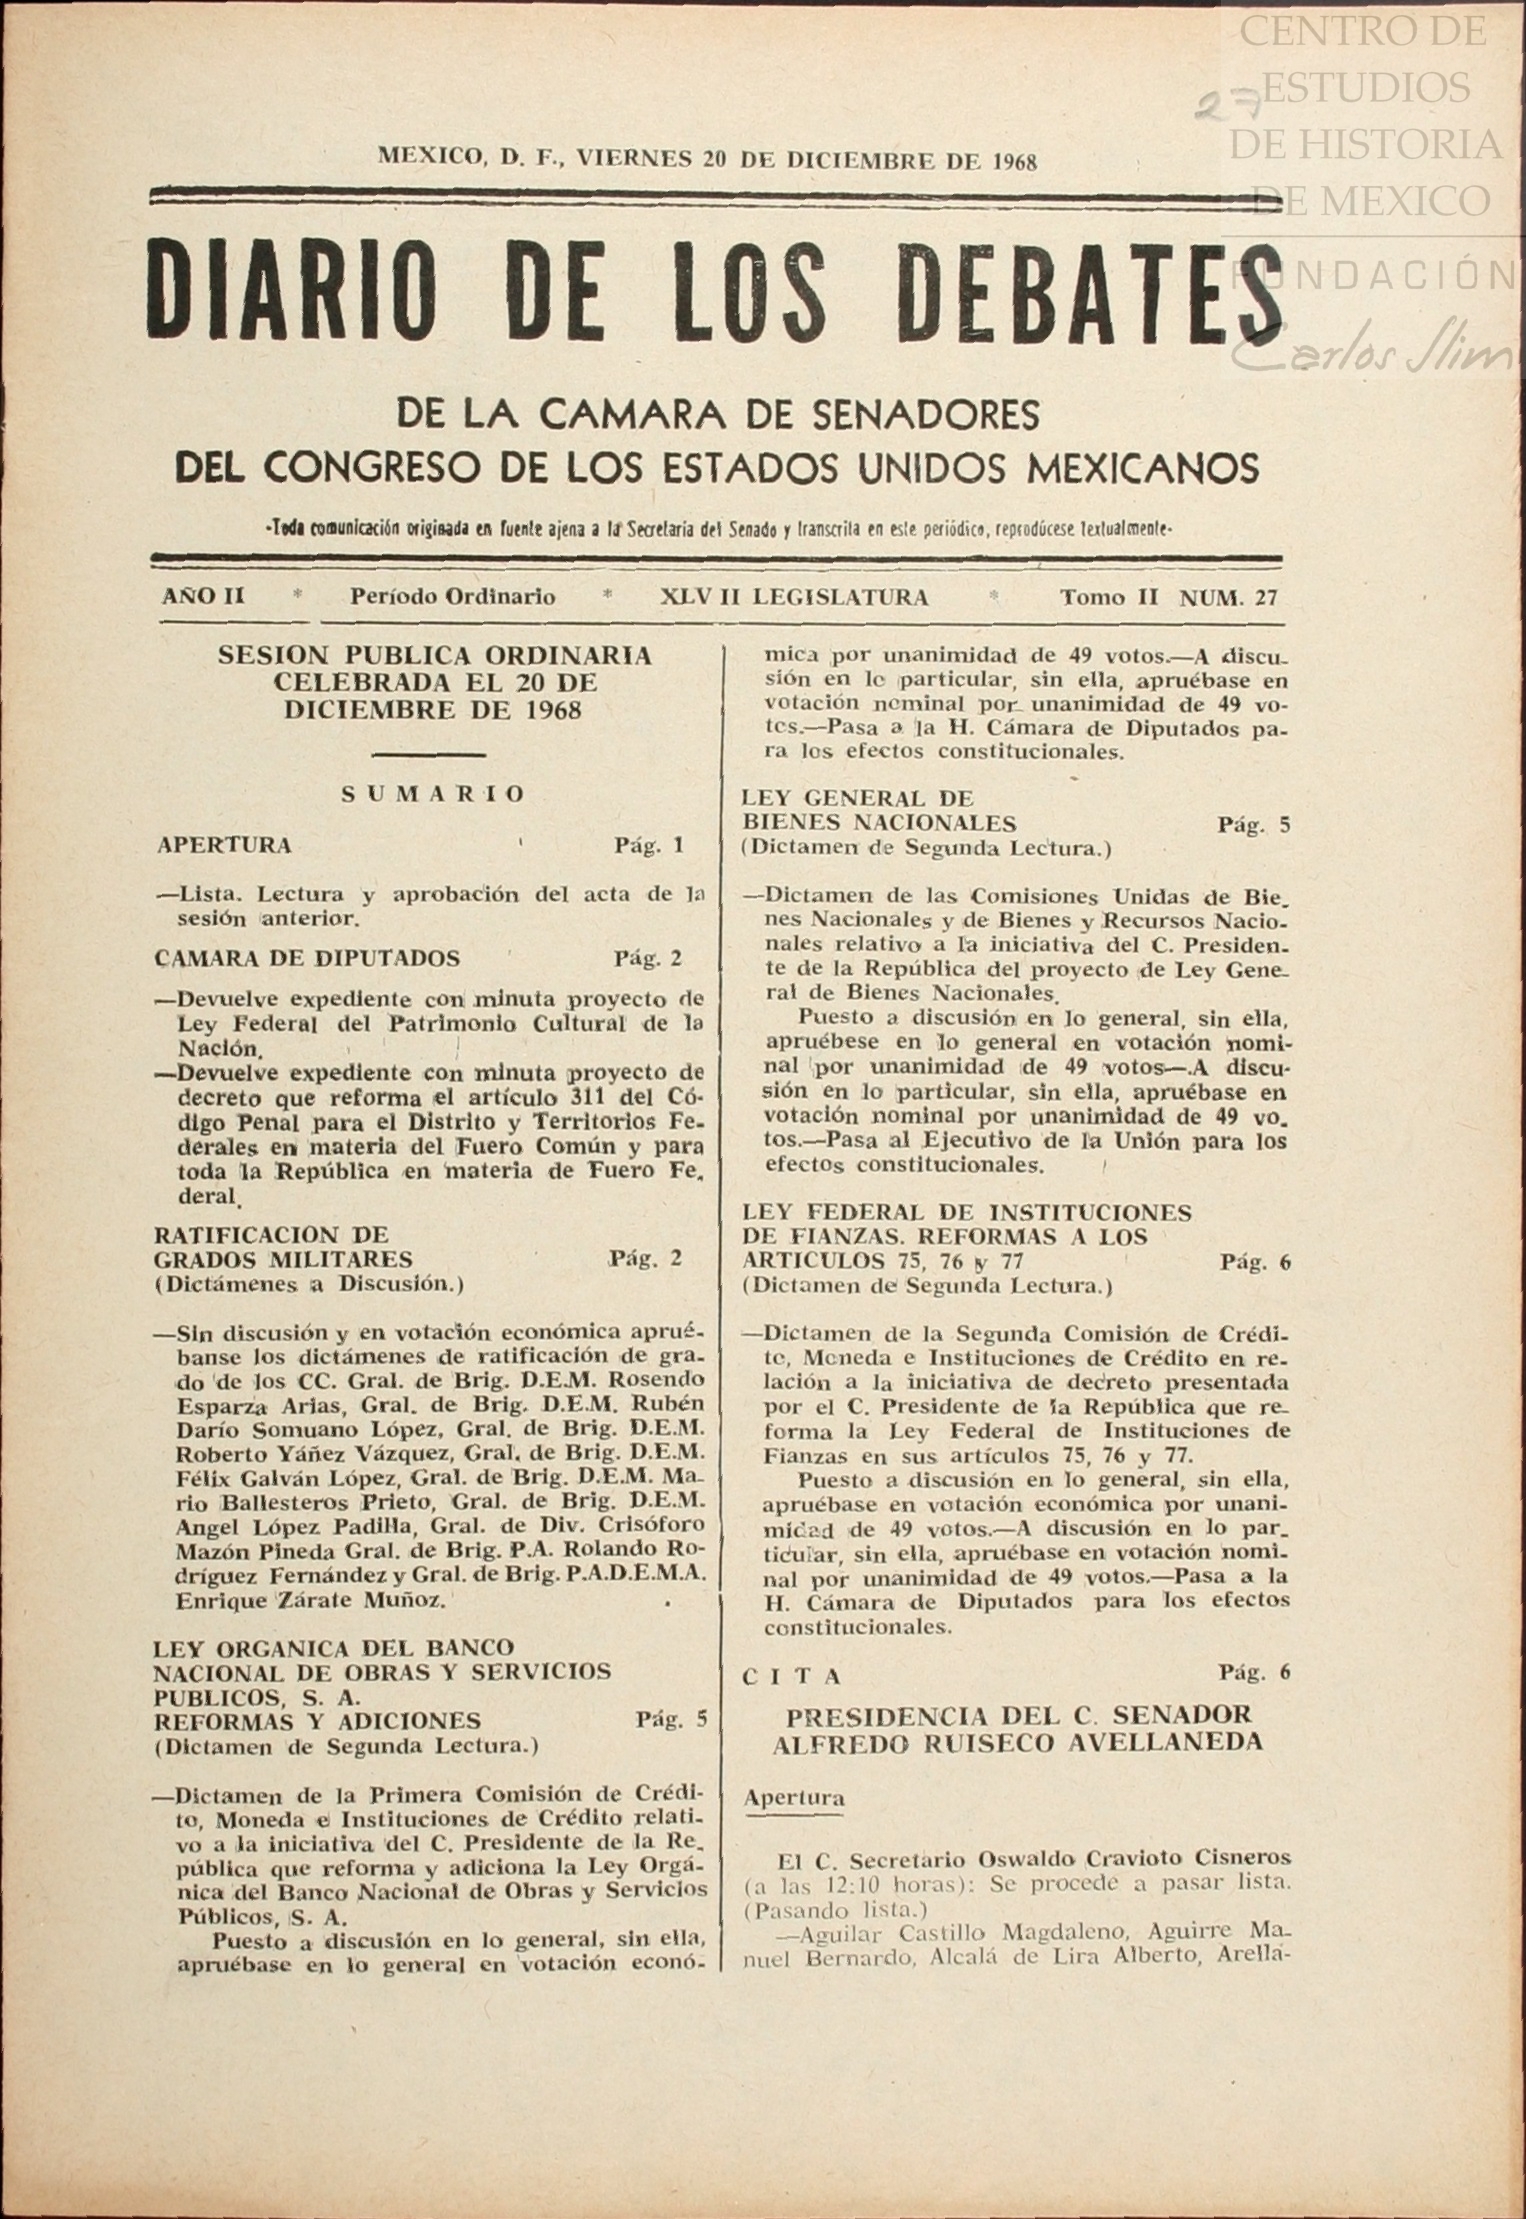 CENTRO DE
ESTUDIOS
DE HISTORIA
DE MEXICO
FUNDACIÓN
Carlos Slim
27
MEXICO, D. F., VIERNES 20 DE DICIEMBRE DE 1968
DIARIO DE LOS DEBATES
DE LA CAMARA DE SENADORES
DEL CONGRESO DE LOS ESTADOS UNIDOS MEXICANOS
-Toda comunicación originada en fuente ajena a la Secretaría del Senado y transcrita en este periódico, reprodúcese textualmente-
AÑO II * Período Ordinario * XLVII LEGISLATURA * Tomo II NUM. 27
SESION PUBLICA ORDINARIA
CELEBRADA EL 20 DE
DICIEMBRE DE 1968
SUMARIO
APERTURA Pág. 1
—Lista. Lectura y aprobación del acta de la
sesión anterior.
CAMARA DE DIPUTADOS Pág. 2
—Devuelve expediente con minuta proyecto de
Ley Federal del Patrimonio Cultural de la
Nación.
—Devuelve expediente con minuta proyecto de
decreto que reforma el artículo 311 del Có-
digo Penal para el Distrito y Territorios Fe-
derales en materia del Fuero Común y para
toda la República en materia de Fuero Fe-
deral.
RATIFICACION DE
GRADOS MILITARES Pág. 2
(Dictámenes a Discusión.)
—Sin discusión y en votación económica aprué-
banse los dictámenes de ratificación de gra-
do de los CC. Gral. de Brig. D.E.M. Rosendo
Esparza Arias, Gral. de Brig. D.E.M. Rubén
Darío Somuano López, Gral. de Brig. D.E.M.
Roberto Yáñez Vázquez, Gral. de Brig. D.E.M.
Félix Galván López, Gral. de Brig. D.E.M. Ma-
rio Ballesteros Prieto, Gral. de Brig. D.E.M.
Angel López Padilla, Gral. de Div. Crisóforo
Mazón Pineda Gral. de Brig. P.A. Rolando Ro-
dríguez Fernández y Gral. de Brig. P.A.D.E.M.A.
Enrique Zárate Muñoz.
LEY ORGANICA DEL BANCO
NACIONAL DE OBRAS Y SERVICIOS
PUBLICOS, S. A.
REFORMAS Y ADICIONES Pág. 5
(Dictamen de Segunda Lectura.)
—Dictamen de la Primera Comisión de Crédi-
to, Moneda e Instituciones de Crédito relati-
vo a la iniciativa del C. Presidente de la Re-
pública que reforma y adiciona la Ley Orgá-
nica del Banco Nacional de Obras y Servicios
Públicos, S. A.
Puesto a discusión en lo general, sin ella,
apruébase en lo general en votación econó-
mica por unanimidad de 49 votos.—A discu-
sión en lo particular, sin ella, apruébase en
votación nominal por unanimidad de 49 vo-
tos.—Pasa a la H. Cámara de Diputados pa-
ra los efectos constitucionales.
LEY GENERAL DE
BIENES NACIONALES Pág. 5
(Dictamen de Segunda Lectura.)
—Dictamen de las Comisiones Unidas de Bie-
nes Nacionales y de Bienes y Recursos Nacio-
nales relativo a la iniciativa del C. Presiden-
te de la República del proyecto de Ley Gene-
ral de Bienes Nacionales.
Puesto a discusión en lo general, sin ella,
apruébese en lo general en votación nomi-
nal por unanimidad de 49 votos—.A discu-
sión en lo particular, sin ella, apruébase en
votación nominal por unanimidad de 49 vo-
tos.—Pasa al Ejecutivo de la Unión para los
efectos constitucionales.
LEY FEDERAL DE INSTITUCIONES
DE FIANZAS. REFORMAS A LOS
ARTICULOS 75, 76 y 77 Pág. 6
(Dictamen de Segunda Lectura.)
—Dictamen de la Segunda Comisión de Crédi-
to, Moneda e Instituciones de Crédito en re-
lación a la iniciativa de decreto presentada
por el C. Presidente de la República que re-
forma la Ley Federal de Instituciones de
Fianzas en sus artículos 75, 76 y 77.
Puesto a discusión en lo general, sin ella,
apruébase en votación económica por unani-
midad de 49 votos.—A discusión en lo par-
ticular, sin ella, apruébase en votación nomi-
nal por unanimidad de 49 votos.—Pasa a la
H. Cámara de Diputados para los efectos
constitucionales.
CITA Pág. 6
PRESIDENCIA DEL C. SENADOR
ALFREDO RUISECO AVELLANEDA
Apertura
El C. Secretario Oswaldo Cravioto Cisneros
(a las 12:10 horas): Se procede a pasar lista.
(Pasando lista.)
—Aguilar Castillo Magdaleno, Aguirre Ma-
nuel Bernardo, Alcalá de Lira Alberto, Arella-